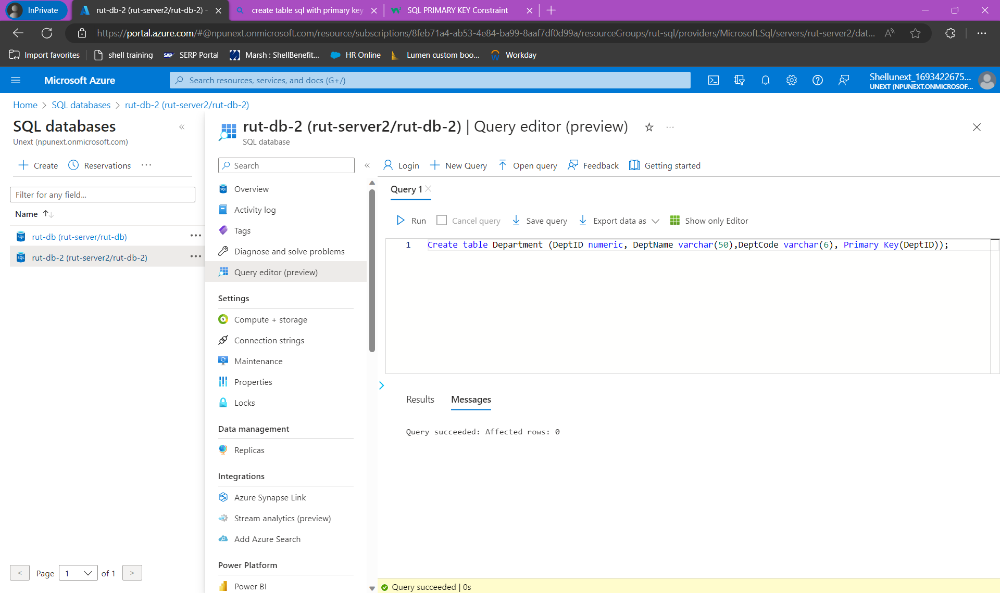 InPrivate
rut-db-2 (rut-server2/rut-db-2) -
create table sql with primary key
SQL PRIMARY KEY Constraint
https://portal.azure.com/#@npunext.onmicrosoft.com/resource/subscriptions/8feb71a4-ab53-4e84-ba99-8aaf7df0d99a/resourceGroups/rut-sql/providers/Microsoft.Sql/servers/rut-server2/dat...
Import favorites
shell training
SAP SERP Portal
Marsh : ShellBenefit...
HR Online
Lumen custom boo...
Workday
Microsoft Azure
Search resources, services, and docs (G+/)
Shellunext_1693422675...
UNEXT (NPUNEXT.ONMICROSOF...
Home > SQL databases > rut-db-2 (rut-server2/rut-db-2)
SQL databases
Unext (npunext.onmicrosoft.com)
Create
Reservations
Filter for any field...
Name
rut-db (rut-server/rut-db)
rut-db-2 (rut-server2/rut-db-2)
< Page 1 of 1 >
rut-db-2 (rut-server2/rut-db-2) | Query editor (preview)
SQL database
Search
Overview
Activity log
Tags
Diagnose and solve problems
Query editor (preview)
Settings
Compute + storage
Connection strings
Maintenance
Properties
Locks
Data management
Replicas
Integrations
Azure Synapse Link
Stream analytics (preview)
Add Azure Search
Power Platform
Power BI
Login
New Query
Open query
Feedback
Getting started
Query 1
Run
Cancel query
Save query
Export data as
Show only Editor
1 Create table Department (DeptID numeric, DeptName varchar(50),DeptCode varchar(6), Primary Key(DeptID));
Results
Messages
Query succeeded: Affected rows: 0
Query succeeded | 0s